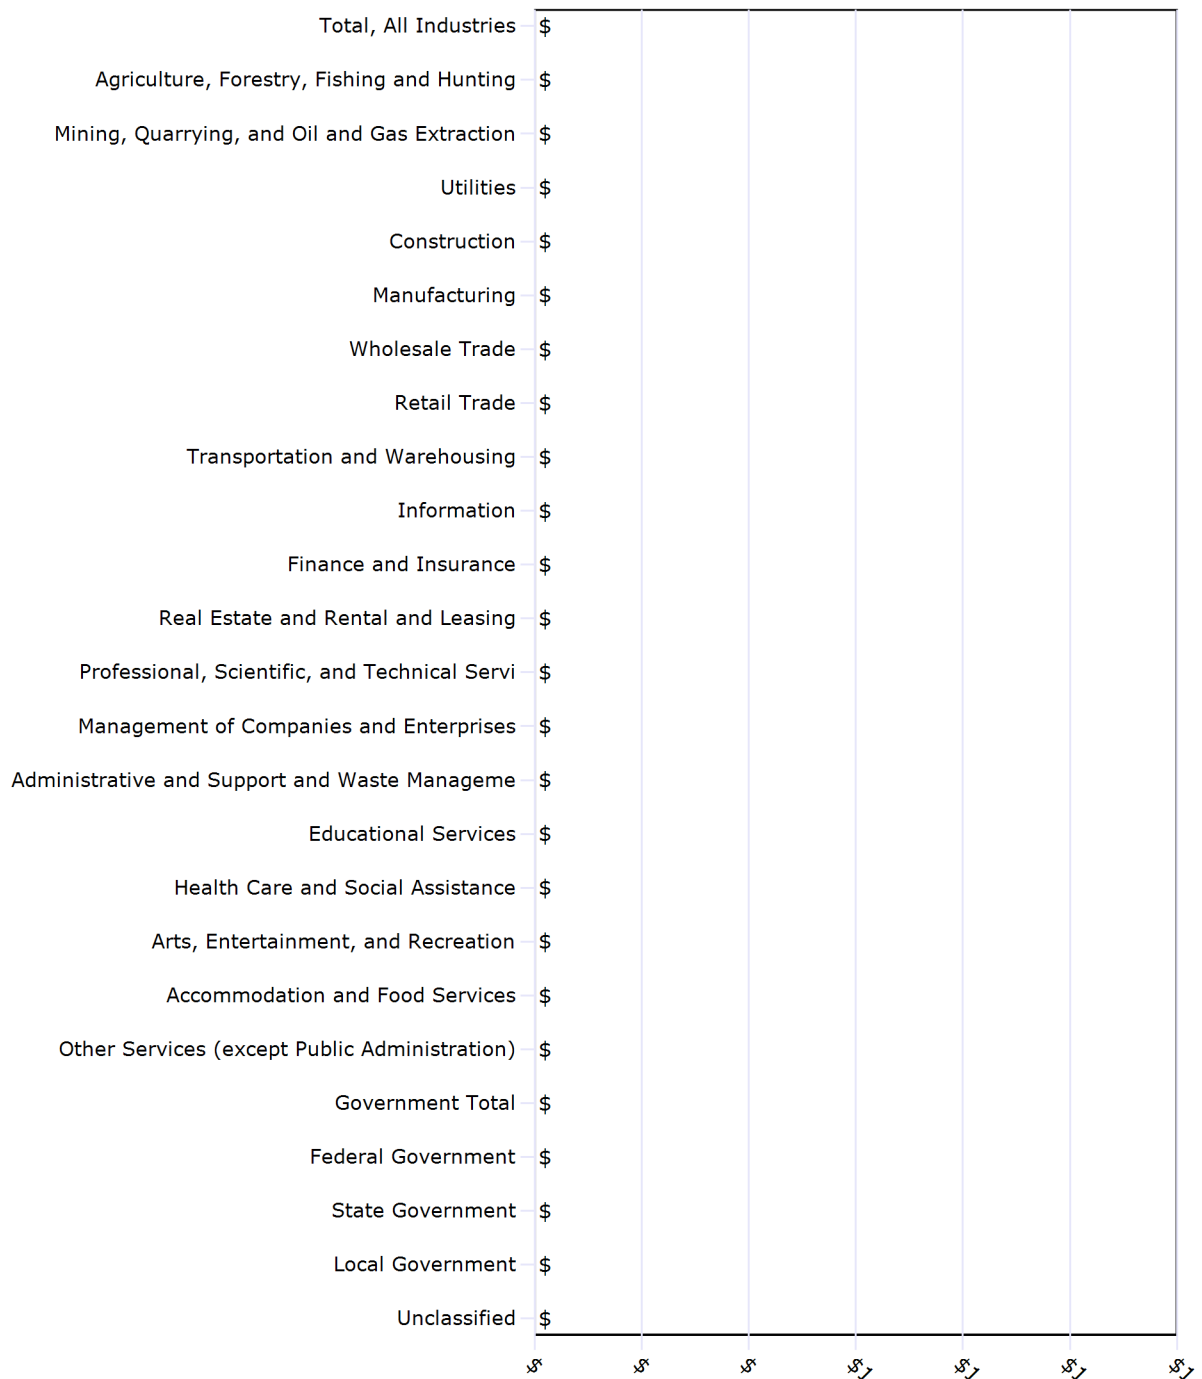 Total, All Industries $
Agriculture, Forestry, Fishing and Hunting $
Mining, Quarrying, and Oil and Gas Extraction $
Utilities $
Construction $
Manufacturing $
Wholesale Trade $
Retail Trade $
Transportation and Warehousing $
Information $
Finance and Insurance $
Real Estate and Rental and Leasing $
Professional, Scientific, and Technical Servi $
Management of Companies and Enterprises $
Administrative and Support and Waste Manageme $
Educational Services $
Health Care and Social Assistance $
Arts, Entertainment, and Recreation $
Accommodation and Food Services $
Other Services (except Public Administration) $
Government Total $
Federal Government $
State Government $
Local Government $
Unclassified $
$ $ $ $1 $1 $1 $1